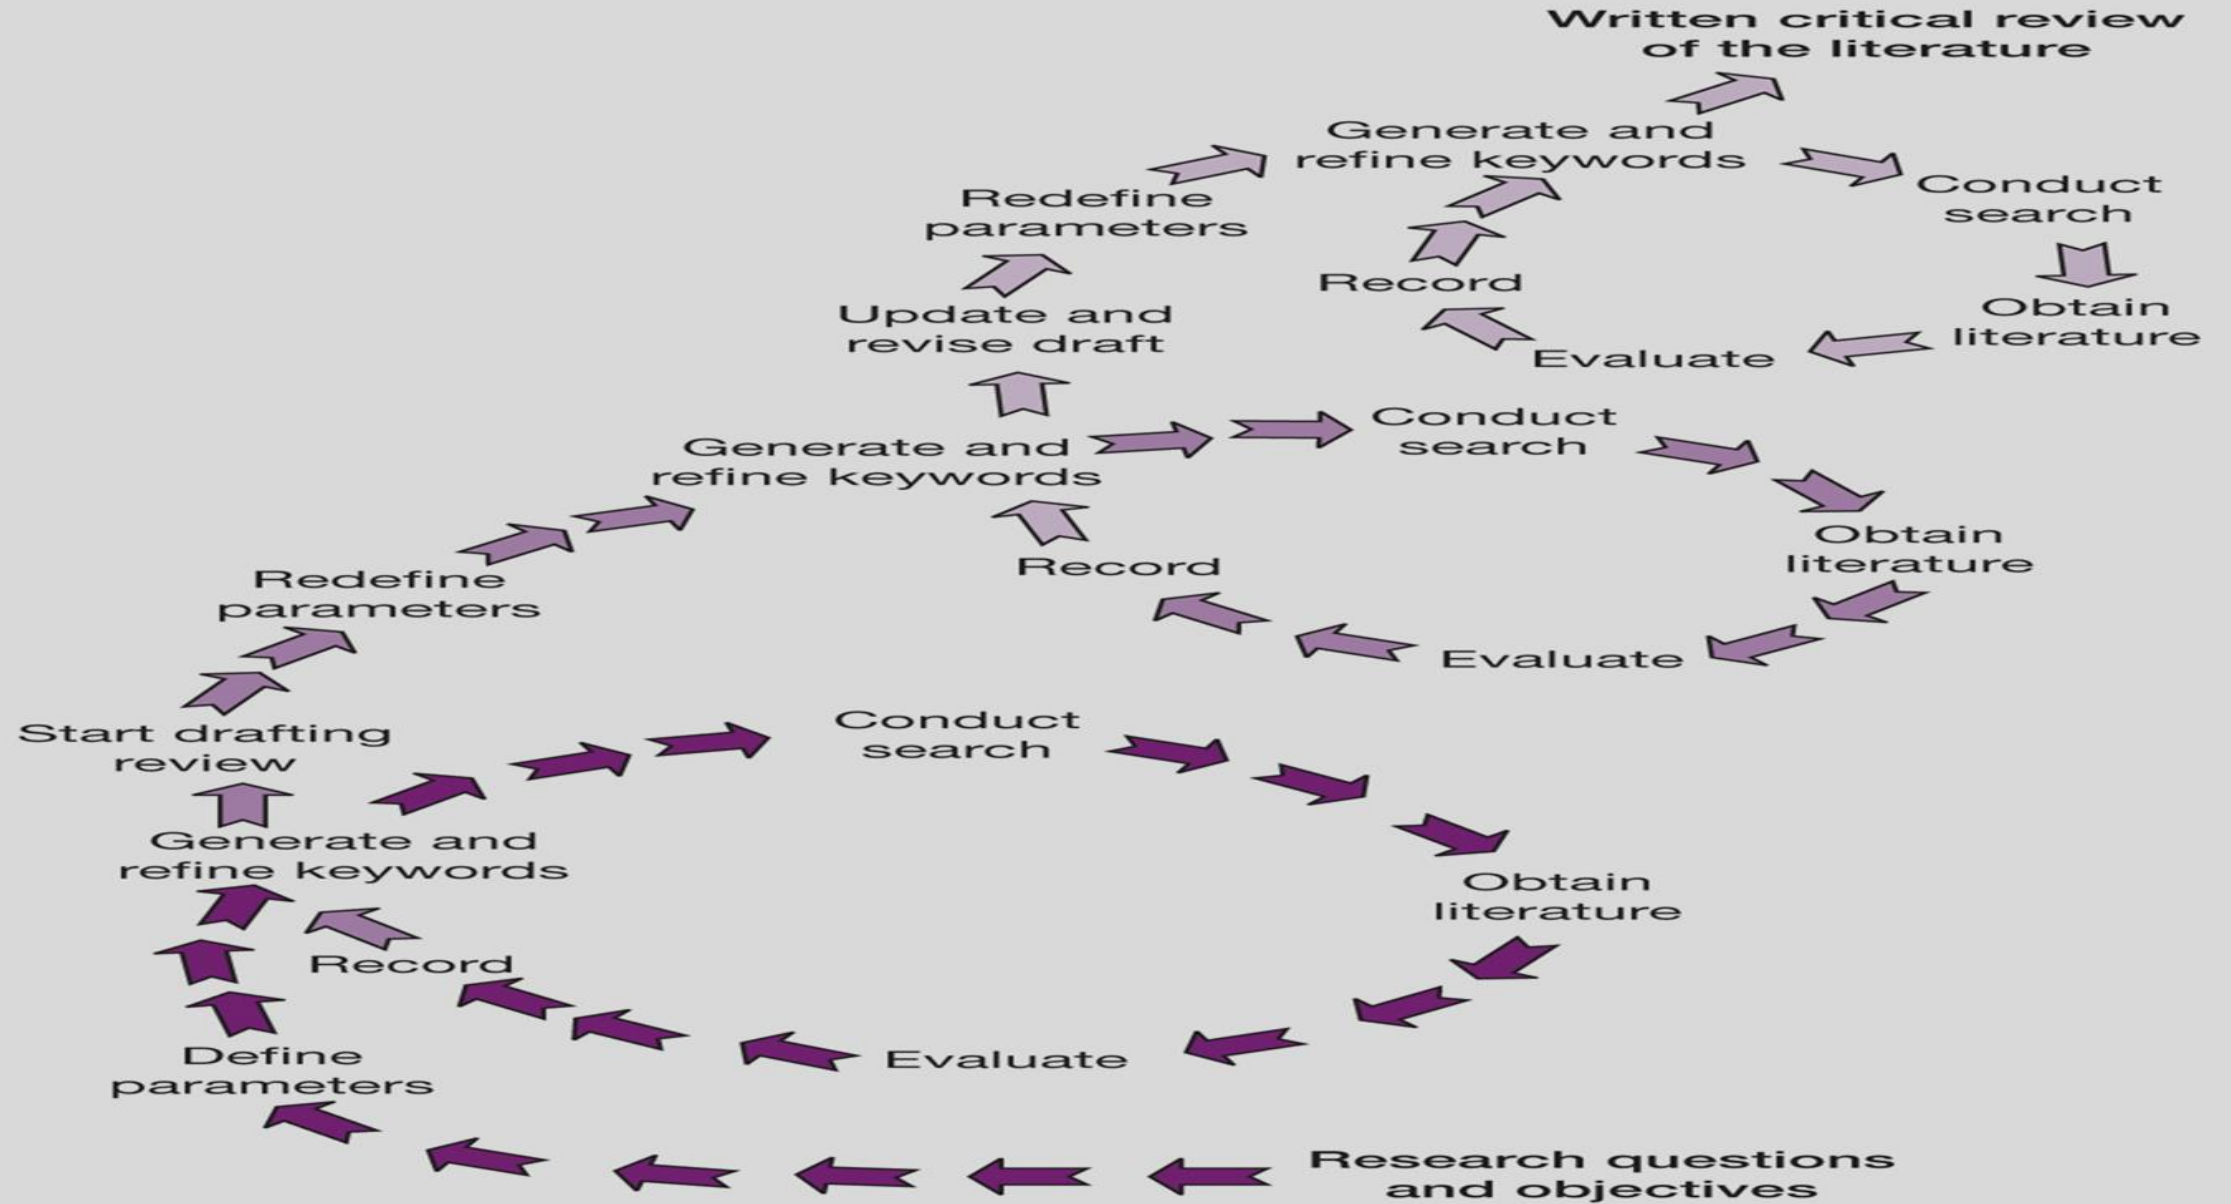 Written critical review
of the literature
Generate and
refine keywords
Conduct
search
Redefine
parameters
Record
Obtain
literature
Update and
revise draft
Evaluate
Conduct
search
Generate and
refine keywords
Obtain
literature
Record
Redefine
parameters
Evaluate
Start drafting
review
Conduct
search
Generate and
refine keywords
Obtain
literature
Record
Define
parameters
Evaluate
Research questions
and objectives